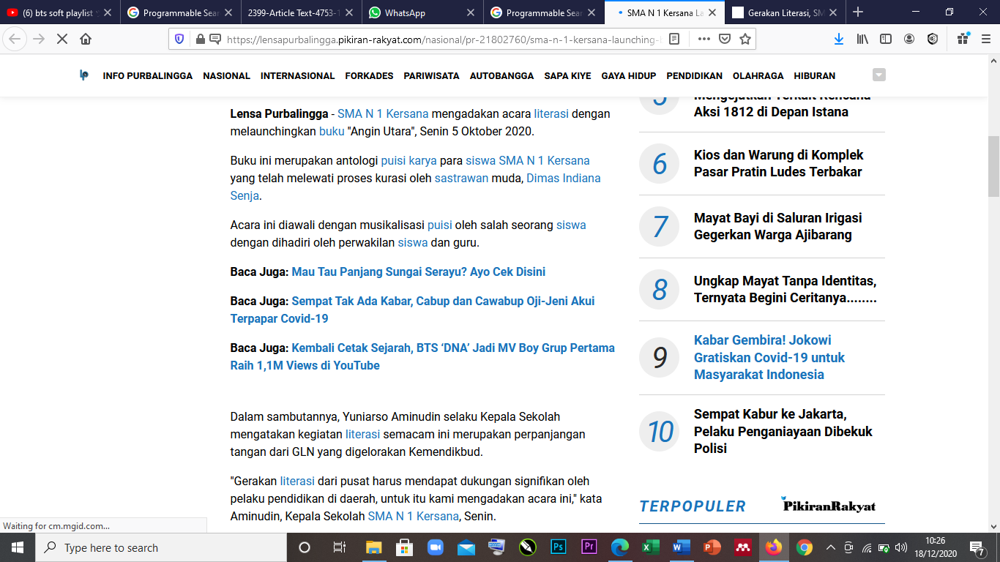 (6) bts soft playlist
Programmable Sear
2399-Article Text-4753-1
WhatsApp
Programmable Sear
SMA N 1 Kersana La
Gerakan Literasi, SM
https://lensapurbalingga.pikiran-rakyat.com/nasional/pr-21802760/sma-n-1-kersana-launching-
INFO PURBALINGGA NASIONAL INTERNASIONAL FORKADES PARIWISATA AUTOBANGGA SAPA KIYE GAYA HIDUP PENDIDIKAN OLAHRAGA HIBURAN
Lensa Purbalingga - SMA N 1 Kersana mengadakan acara literasi dengan
melaunchingkan buku "Angin Utara", Senin 5 Oktober 2020.
Buku ini merupakan antologi puisi karya para siswa SMA N 1 Kersana
yang telah melewati proses kurasi oleh sastrawan muda, Dimas Indiana
Senja.
Acara ini diawali dengan musikalisasi puisi oleh salah seorang siswa
dengan dihadiri oleh perwakilan siswa dan guru.
Baca Juga: Mau Tau Panjang Sungai Serayu? Ayo Cek Disini
Baca Juga: Sempat Tak Ada Kabar, Cabup dan Cawabup Oji-Jeni Akui
Terpapar Covid-19
Baca Juga: Kembali Cetak Sejarah, BTS ‘DNA’ Jadi MV Boy Grup Pertama
Raih 1,1M Views di YouTube
Dalam sambutannya, Yuniarso Aminudin selaku Kepala Sekolah
mengatakan kegiatan literasi semacam ini merupakan perpanjangan
tangan dari GLN yang digelorakan Kemendikbud.
"Gerakan literasi dari pusat harus mendapat dukungan signifikan oleh
pelaku pendidikan di daerah, untuk itu kami mengadakan acara ini," kata
Aminudin, Kepala Sekolah SMA N 1 Kersana, Senin.
5
Mengejutkan Terkait Rencana
Aksi 1812 di Depan Istana
6
Kios dan Warung di Komplek
Pasar Pratin Ludes Terbakar
7
Mayat Bayi di Saluran Irigasi
Gegerkan Warga Ajibarang
8
Ungkap Mayat Tanpa Identitas,
Ternyata Begini Ceritanya........
9
Kabar Gembira! Jokowi
Gratiskan Covid-19 untuk
Masyarakat Indonesia
10
Sempat Kabur ke Jakarta,
Pelaku Penganiayaan Dibekuk
Polisi
TERPOPULER
PikiranRakyat
Waiting for cm.mgid.com...
Type here to search
Ps
Pr
10:26
18/12/2020
7